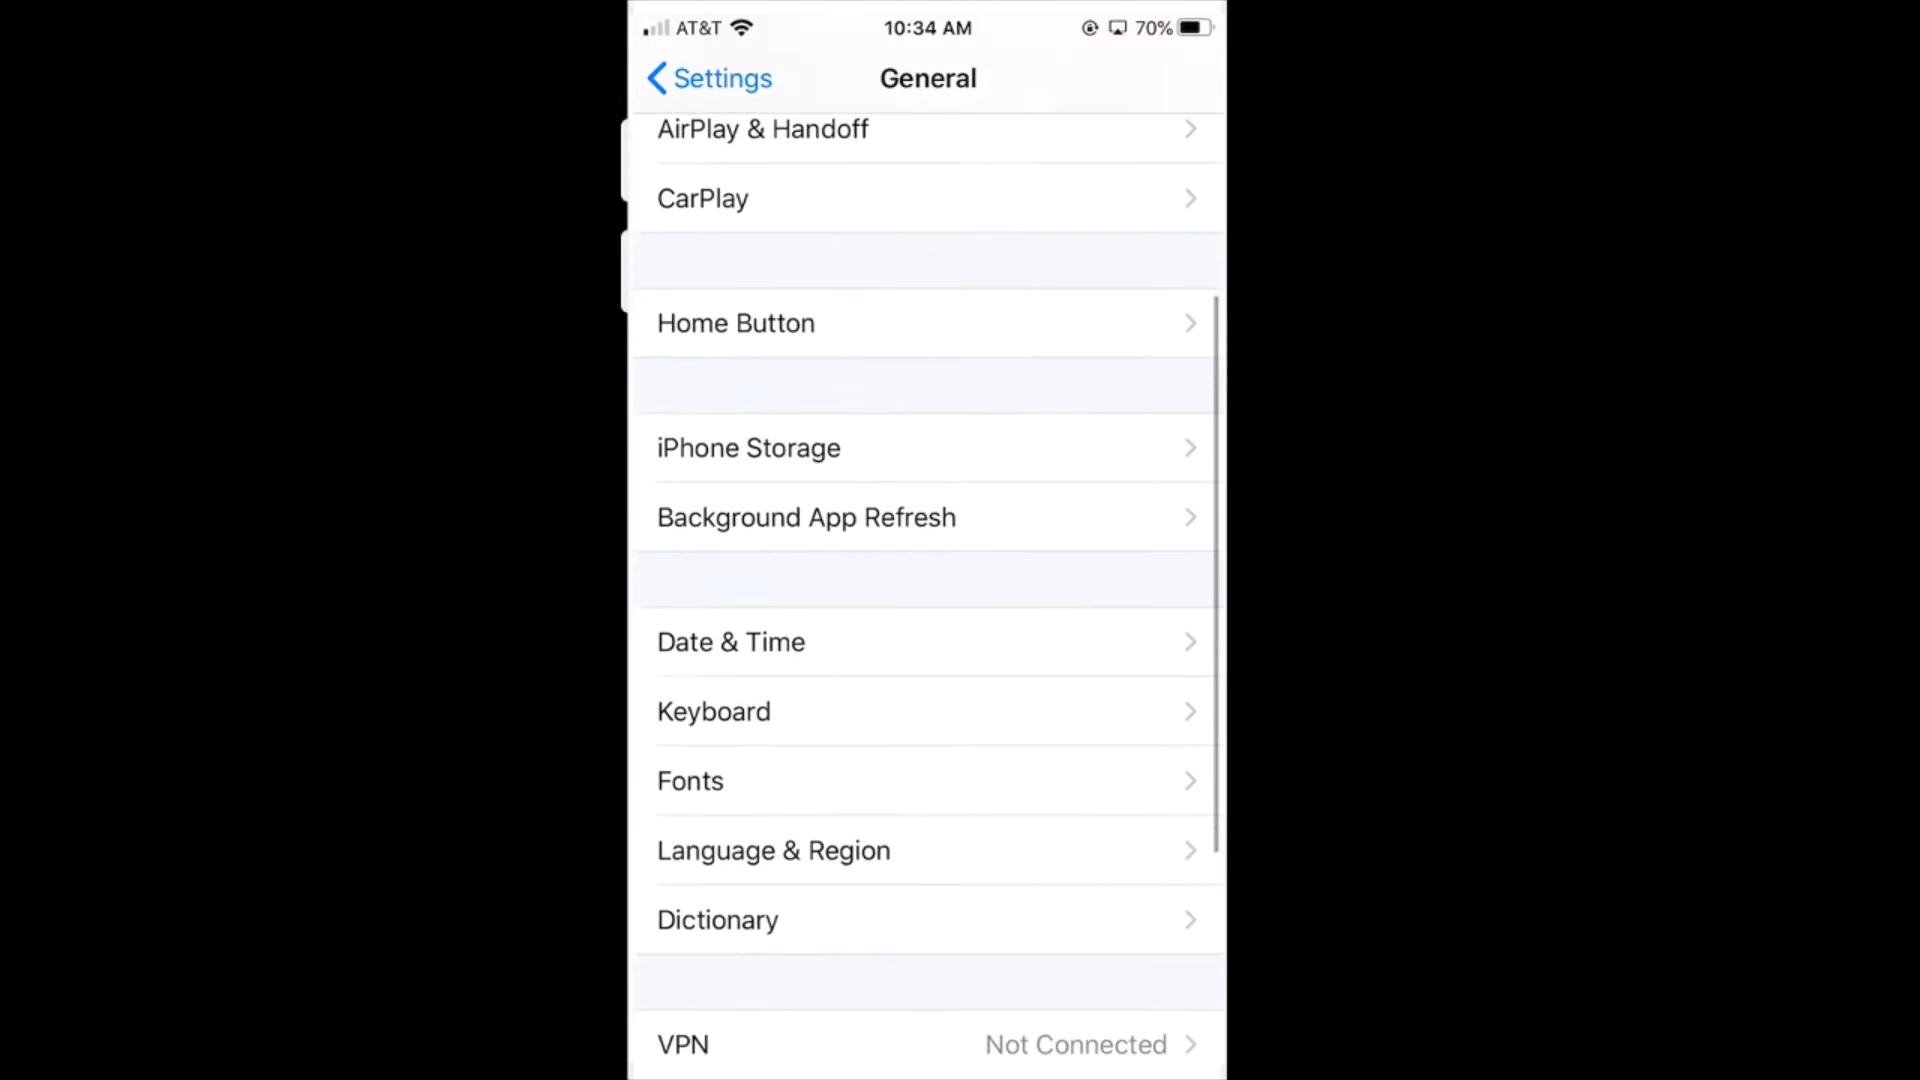 AT&T 10:34 AM 70%
Settings General
AirPlay & Handoff
CarPlay
Home Button
iPhone Storage
Background App Refresh
Date & Time
Keyboard
Fonts
Language & Region
Dictionary
VPN Not Connected